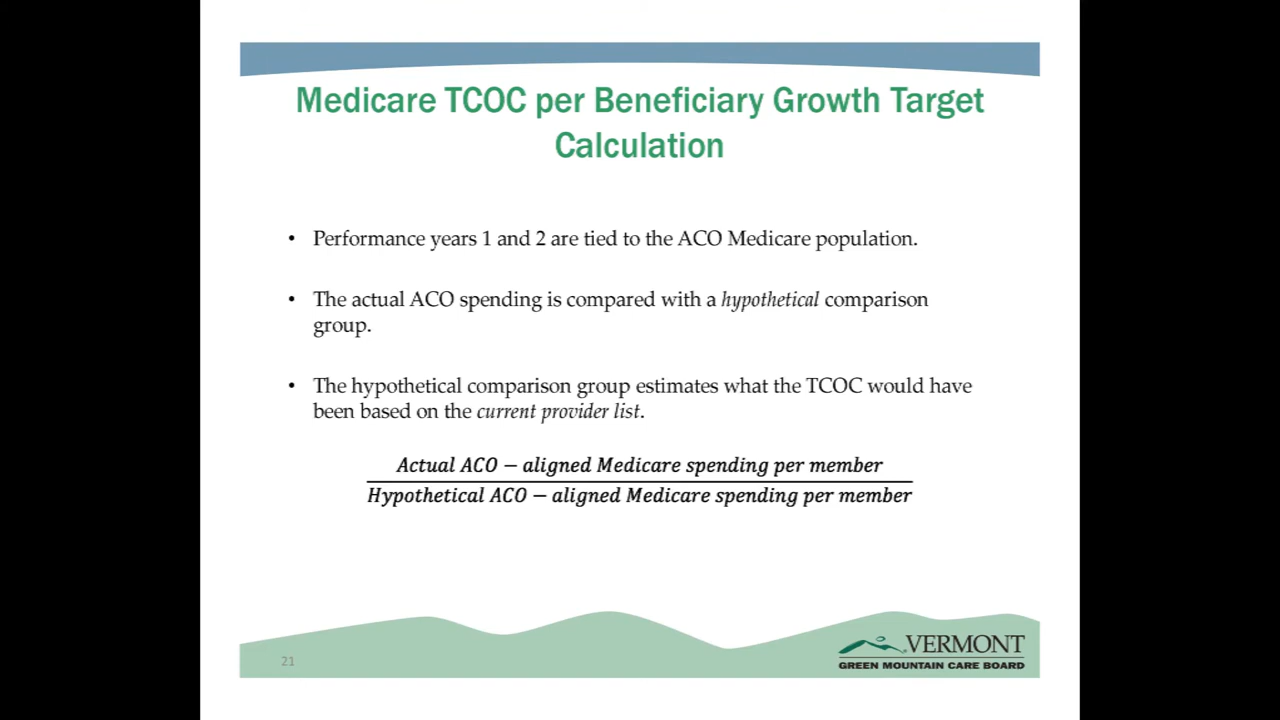 Medicare TCOC per Beneficiary Growth Target
Calculation
• Performance years 1 and 2 are tied to the ACO Medicare population.
• The actual ACO spending is compared with a hypothetical comparison
group.
• The hypothetical comparison group estimates what the TCOC would have
been based on the current provider list.
Actual ACO − aligned Medicare spending per member
Hypothetical ACO − aligned Medicare spending per member
21
VERMONT
GREEN MOUNTAIN CARE BOARD